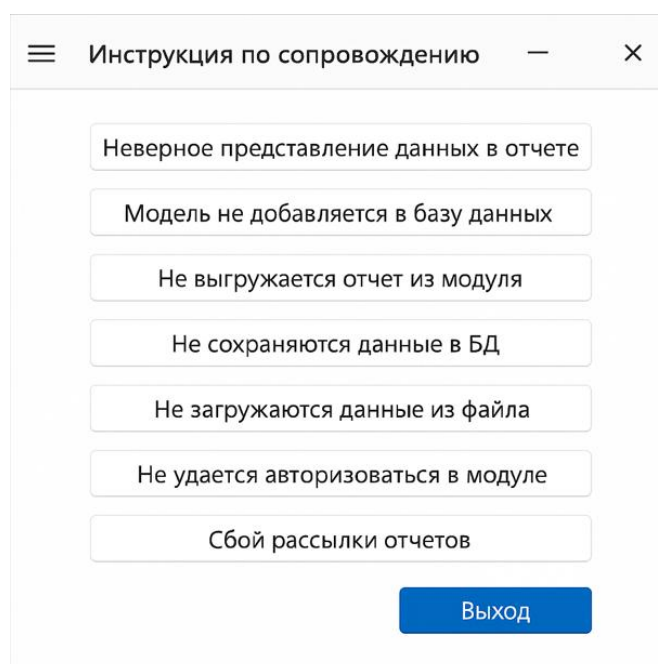 Инструкция по сопровождению
Неверное представление данных в отчете
Модель не добавляется в базу данных
Не выгружается отчет из модуля
Не сохраняются данные в БД
Не загружаются данные из файла
Не удается авторизоваться в модуле
Сбой рассылки отчетов
Выход